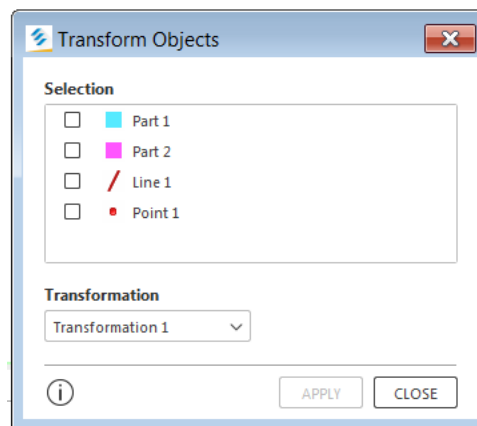 Transform Objects
Selection
Part 1
Part 2
Line 1
Point 1
Transformation
Transformation 1
APPLY
CLOSE